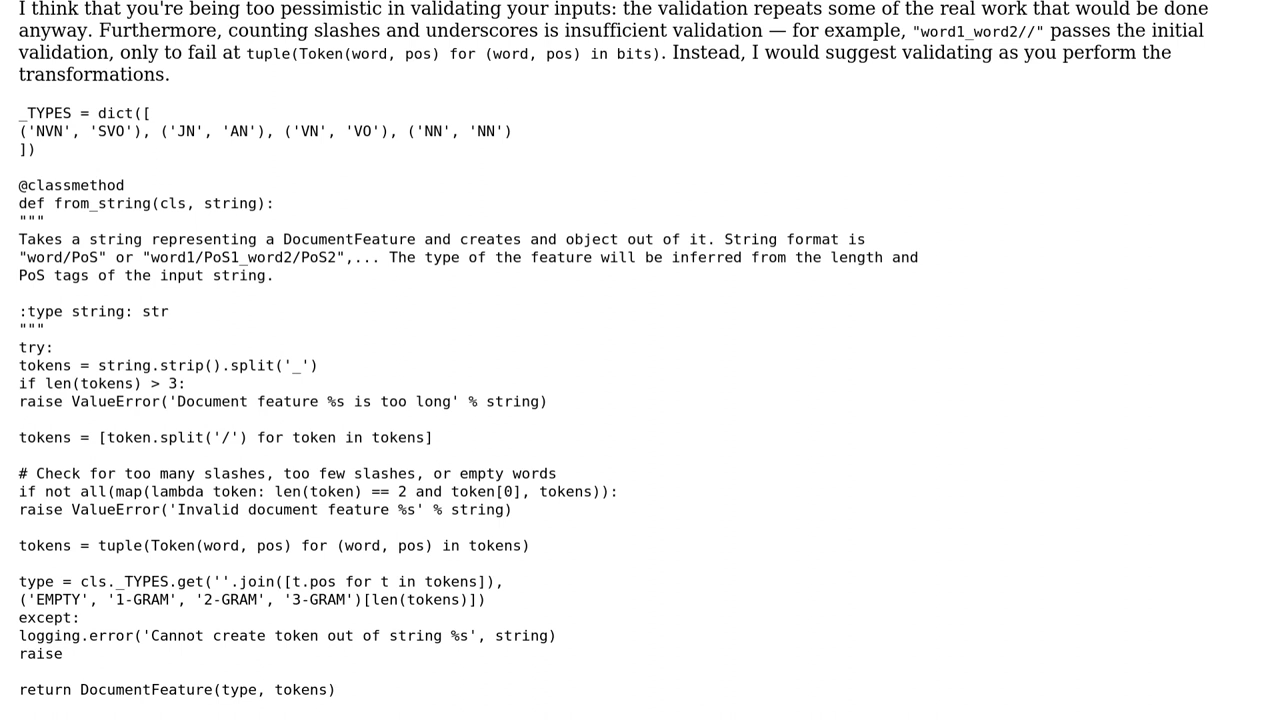 I think that you're being too pessimistic in validating your inputs: the validation repeats some of the real work that would be done
anyway. Furthermore, counting slashes and underscores is insufficient validation — for example, "word1_word2//" passes the initial
validation, only to fail at tuple(Token(word, pos) for (word, pos) in bits). Instead, I would suggest validating as you perform the
transformations.
_TYPES = dict([
('NVN', 'SVO'), ('JN', 'AN'), ('VN', 'VO'), ('NN', 'NN')
])
@classmethod
def from_string(cls, string):
"""
Takes a string representing a DocumentFeature and creates and object out of it. String format is
"word/PoS" or "word1/PoS1_word2/PoS2",... The type of the feature will be inferred from the length and
PoS tags of the input string.
:type string: str
"""
try:
tokens = string.strip().split('_')
if len(tokens) > 3:
raise ValueError('Document feature %s is too long' % string)
tokens = [token.split('/') for token in tokens]
# Check for too many slashes, too few slashes, or empty words
if not all(map(lambda token: len(token) == 2 and token[0], tokens)):
raise ValueError('Invalid document feature %s' % string)
tokens = tuple(Token(word, pos) for (word, pos) in tokens)
type = cls._TYPES.get(''.join([t.pos for t in tokens]),
('EMPTY', '1-GRAM', '2-GRAM', '3-GRAM')[len(tokens)])
except:
logging.error('Cannot create token out of string %s', string)
raise
return DocumentFeature(type, tokens)